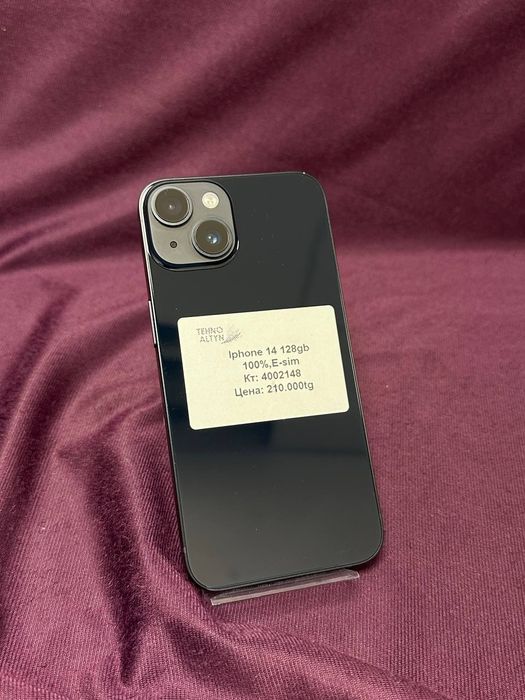 TEHNO
ALTYN
Iphone 14 128gb
100%,E-sim
Кт: 4002148
Цена: 210.000tg